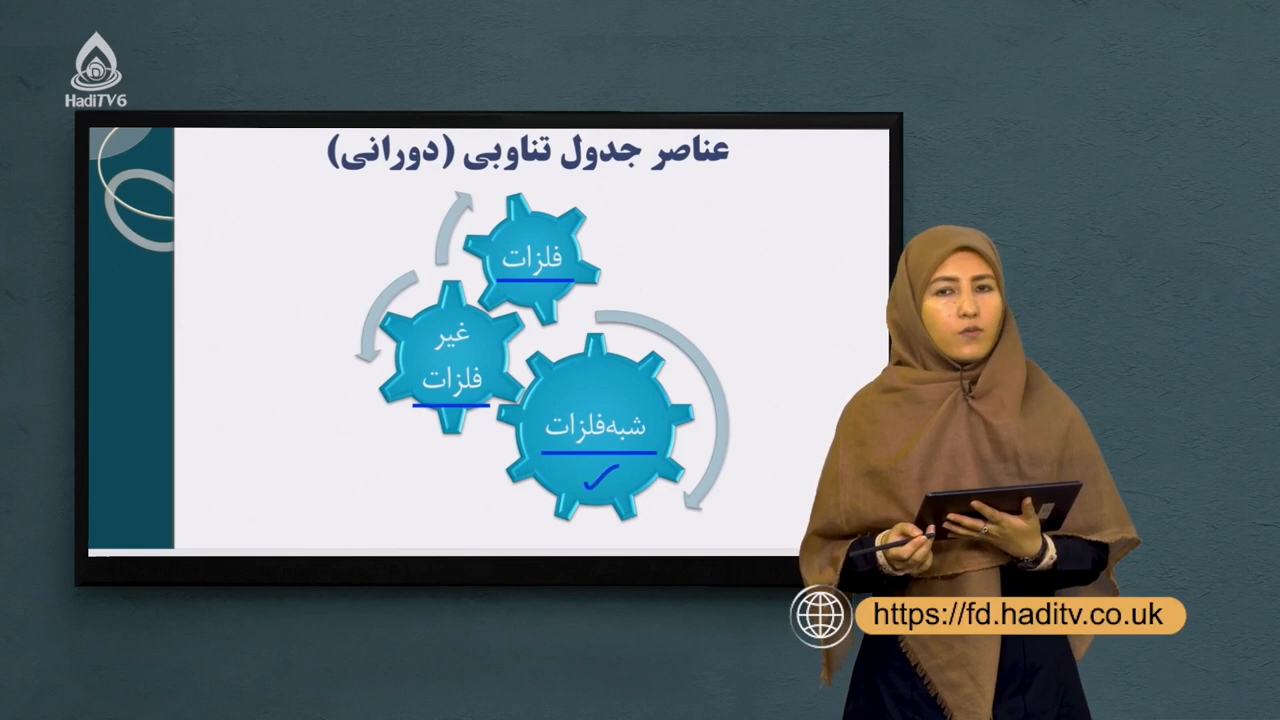 HadiTV6
عناصر جدول تناوبی (دورانی)
فلزات
غیر
فلزات
شبه‌فلزات
https://fd.haditv.co.uk